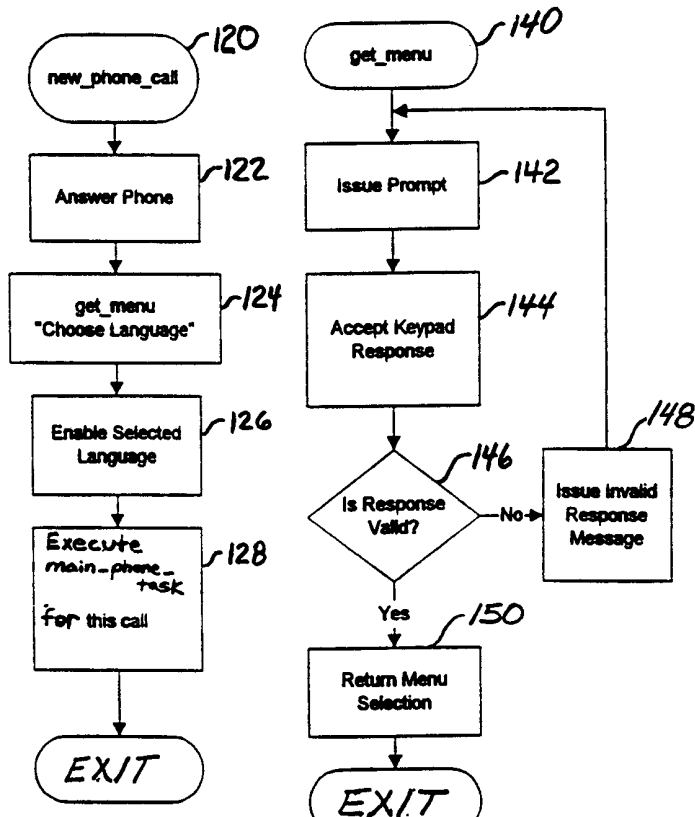 120
new_phone_call
122
Answer Phone
124
get_menu
"Choose Language"
126
Enable Selected
Language
128
Execute
main_phone_
task
for this call
EXIT
140
get_menu
142
Issue Prompt
144
Accept Keypad
Response
146
Is Response
Valid?
No
148
Issue Invalid
Response
Message
Yes
150
Return Menu
Selection
EXIT